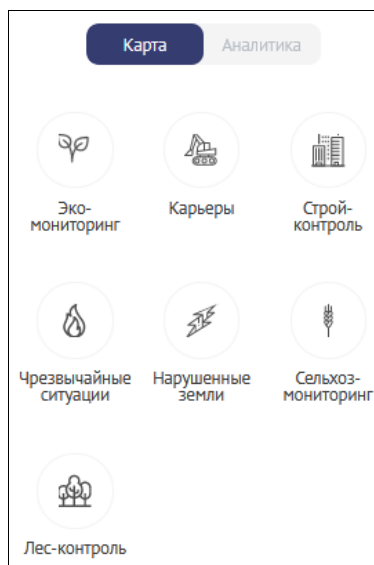 Карта Аналитика
Эко-
мониторинг
Карьеры
Строй-
контроль
Чрезвычайные
ситуации
Нарушенные
земли
Сельхоз-
мониторинг
Лес-контроль